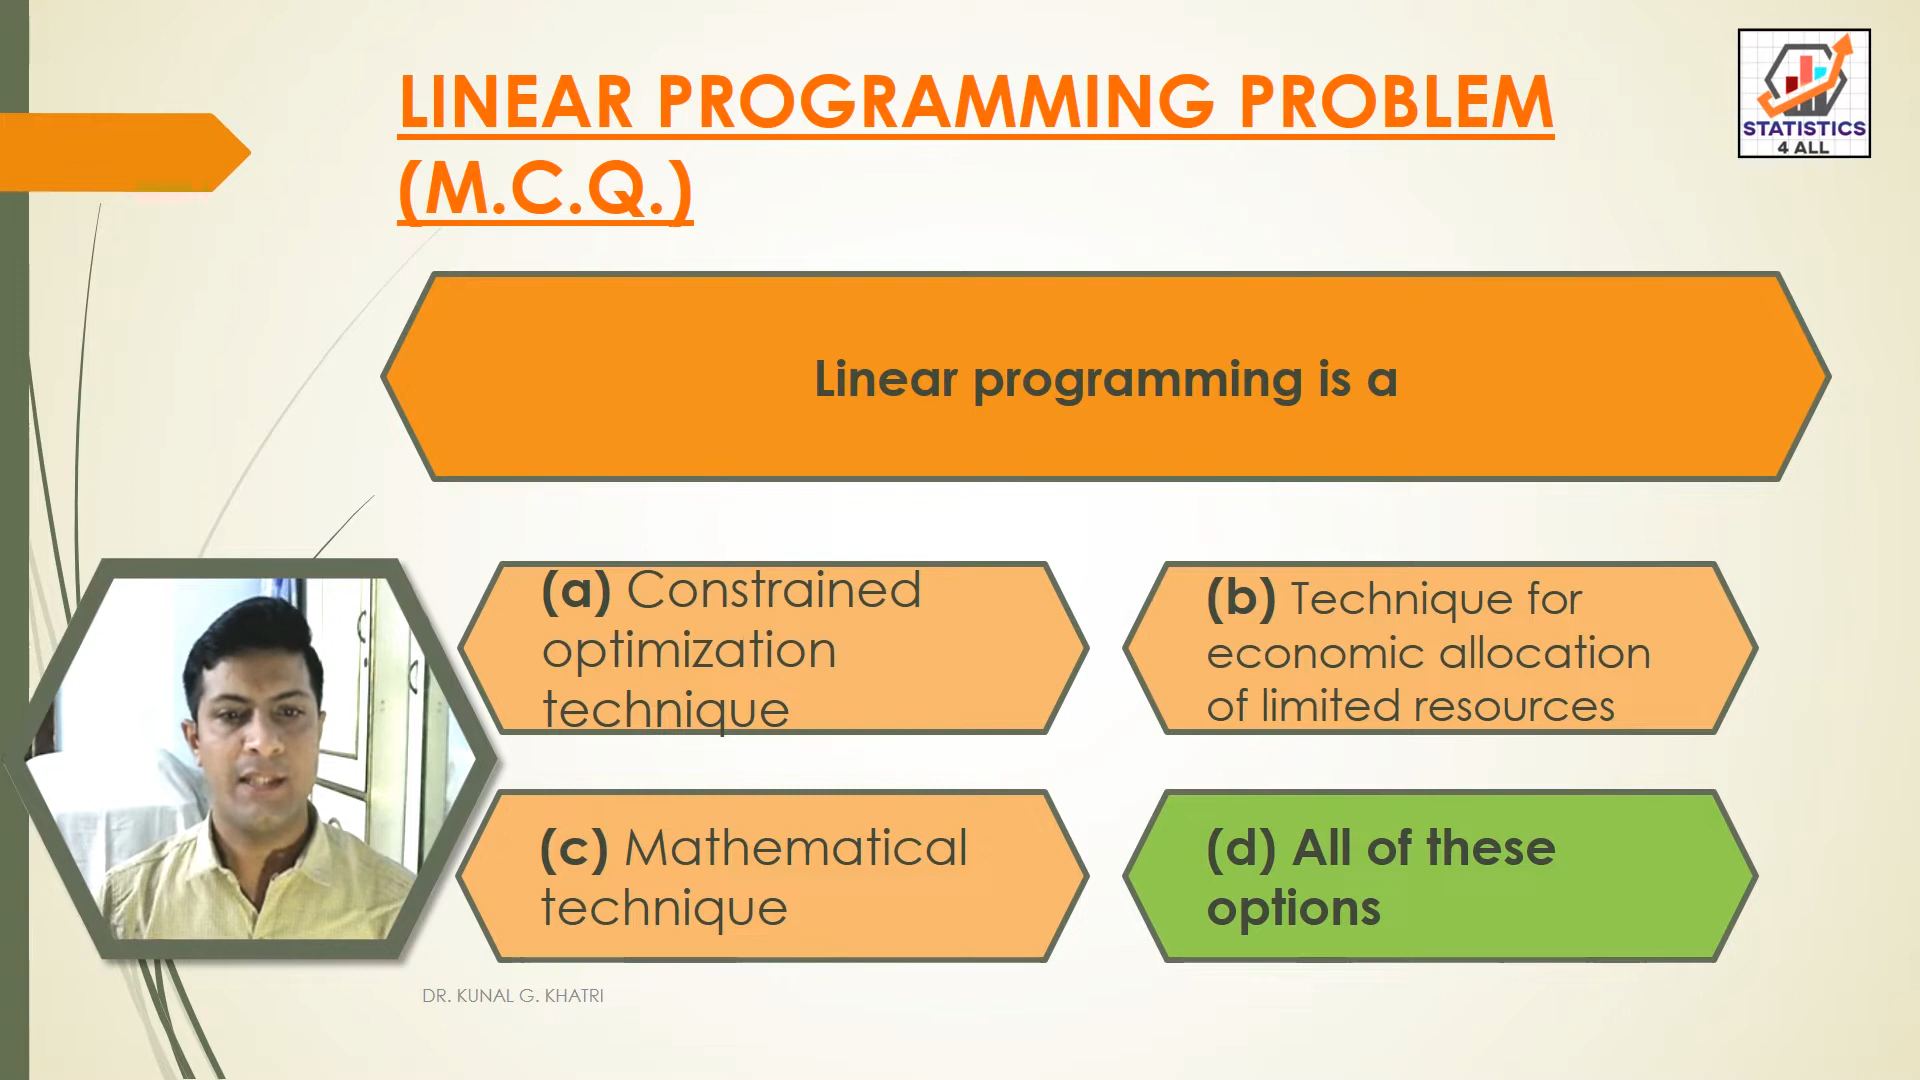 LINEAR PROGRAMMING PROBLEM
(M.C.Q.)
STATISTICS
4 ALL
Linear programming is a
(a) Constrained
optimization
technique
(b) Technique for
economic allocation
of limited resources
(c) Mathematical
technique
(d) All of these
options
DR. KUNAL G. KHATRI